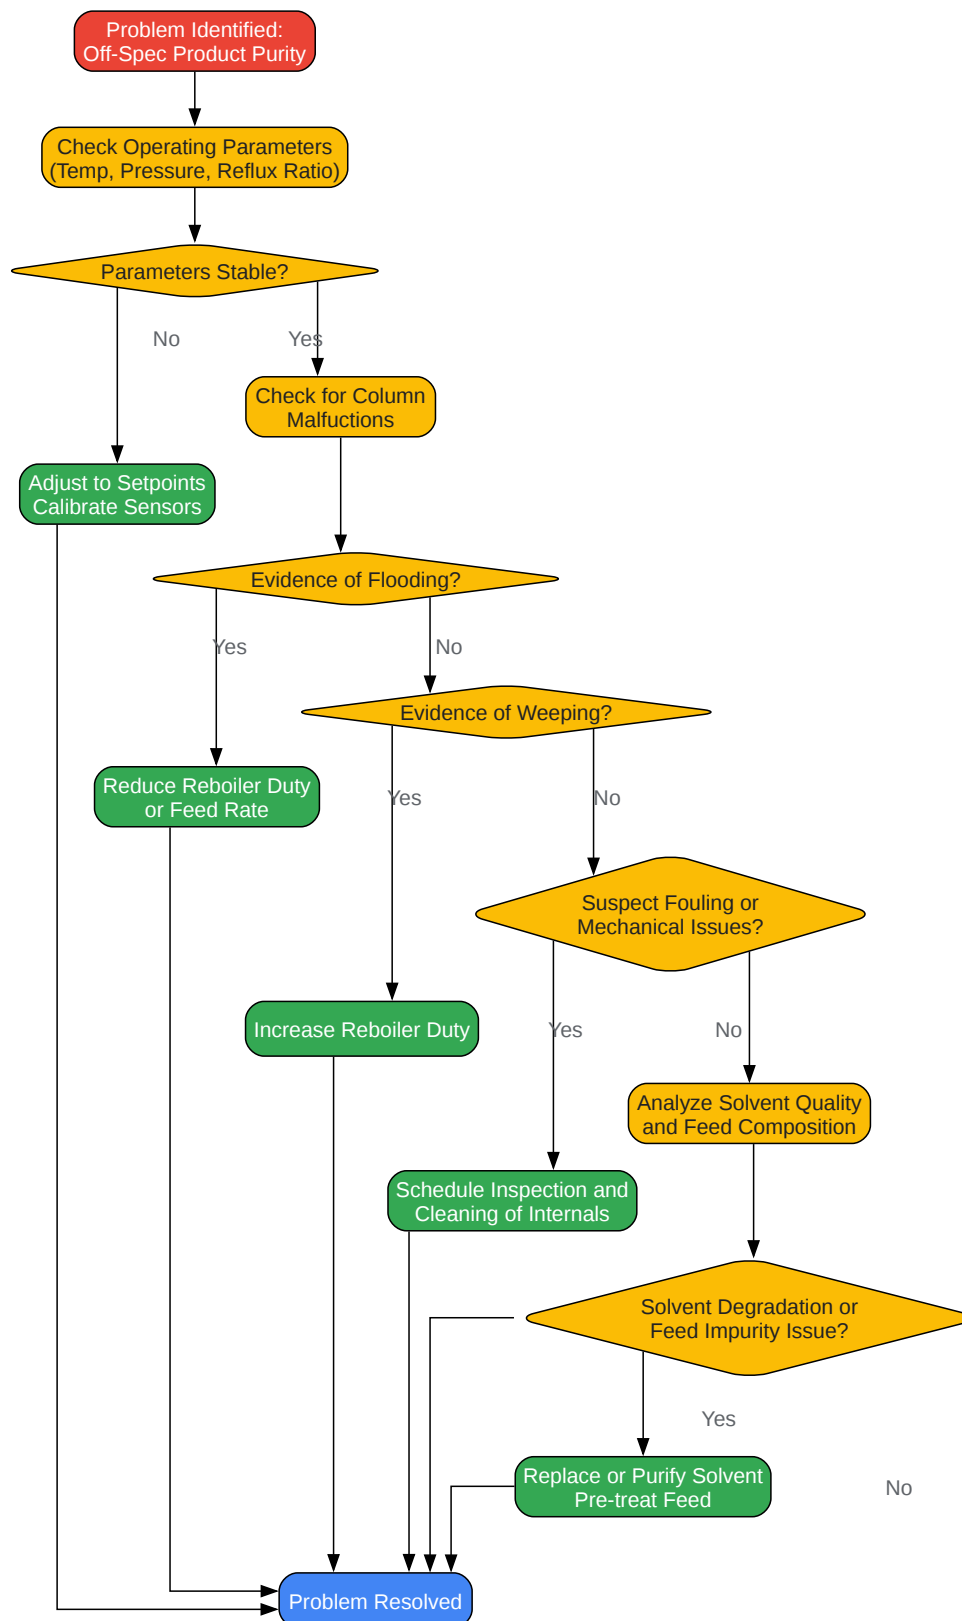 Problem Identified:
Off-Spec Product Purity
Check Operating Parameters
(Temp, Pressure, Reflux Ratio)
Parameters Stable?
No
Yes
Check for Column
Malfuctions
Adjust to Setpoints
Calibrate Sensors
Evidence of Flooding?
Yes
No
Evidence of Weeping?
Reduce Reboiler Duty
or Feed Rate
Yes
No
Suspect Fouling or
Mechanical Issues?
Increase Reboiler Duty
Yes
No
Analyze Solvent Quality
and Feed Composition
Schedule Inspection and
Cleaning of Internals
Solvent Degradation or
Feed Impurity Issue?
Yes
Replace or Purify Solvent
Pre-treat Feed
No
Problem Resolved